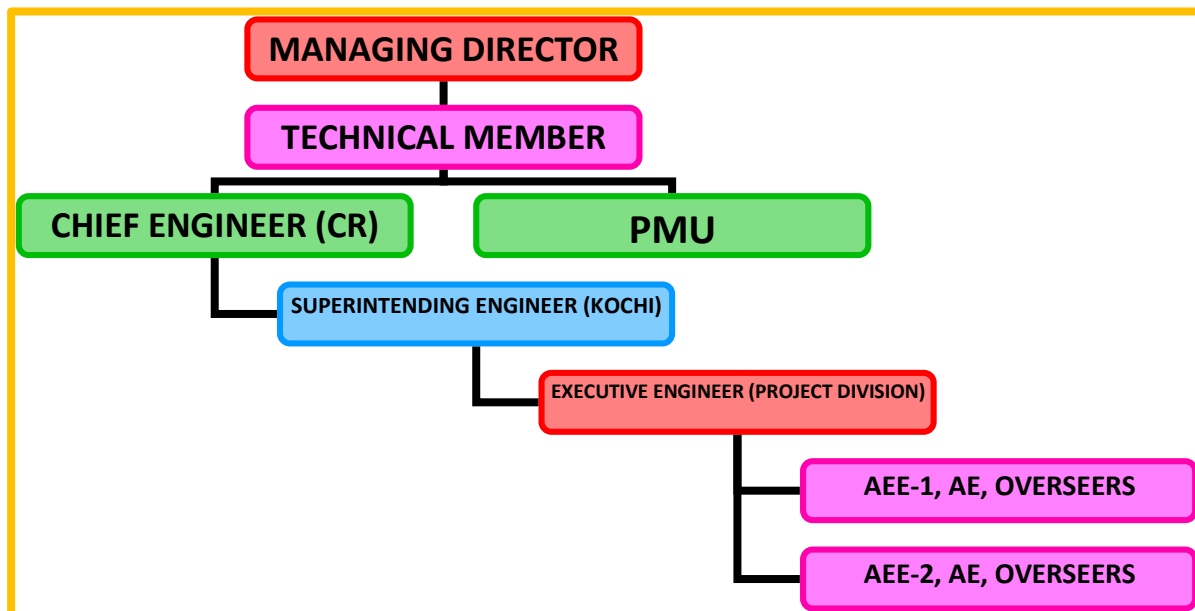 MANAGING DIRECTOR
TECHNICAL MEMBER
CHIEF ENGINEER (CR)
PMU
SUPERINTENDING ENGINEER (KOCHI)
EXECUTIVE ENGINEER (PROJECT DIVISION)
AEE-1, AE, OVERSEERS
AEE-2, AE, OVERSEERS